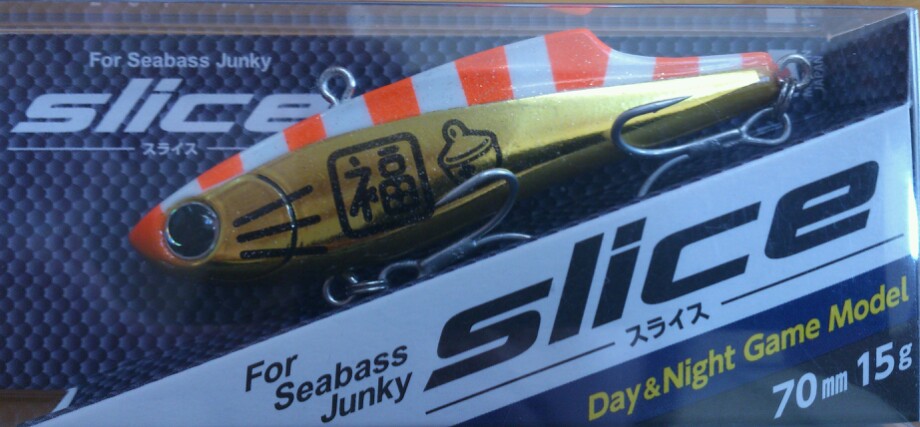 For Seabass Junky
slice
スライス
福
JAPAN
For
Seabass
Junky
slice
スライス
Day & Night Game Model
70mm 15g